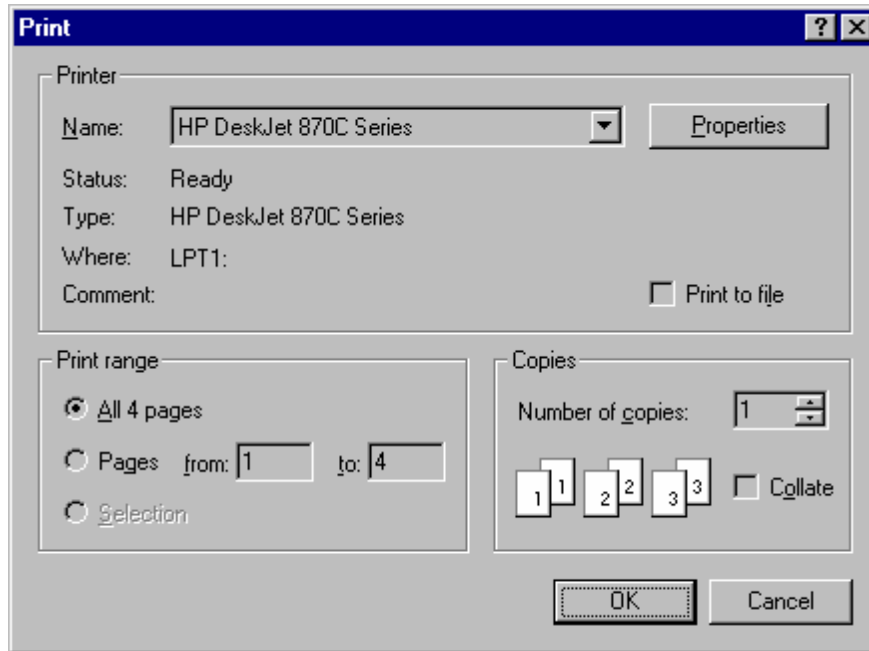 Print
Printer
Name: HP DeskJet 870C Series Properties
Status: Ready
Type: HP DeskJet 870C Series
Where: LPT1:
Comment: Print to file
Print range
All 4 pages
Pages from: 1 to: 4
Selection
Copies
Number of copies: 1
1 1 2 2 3 3 Collate
OK Cancel